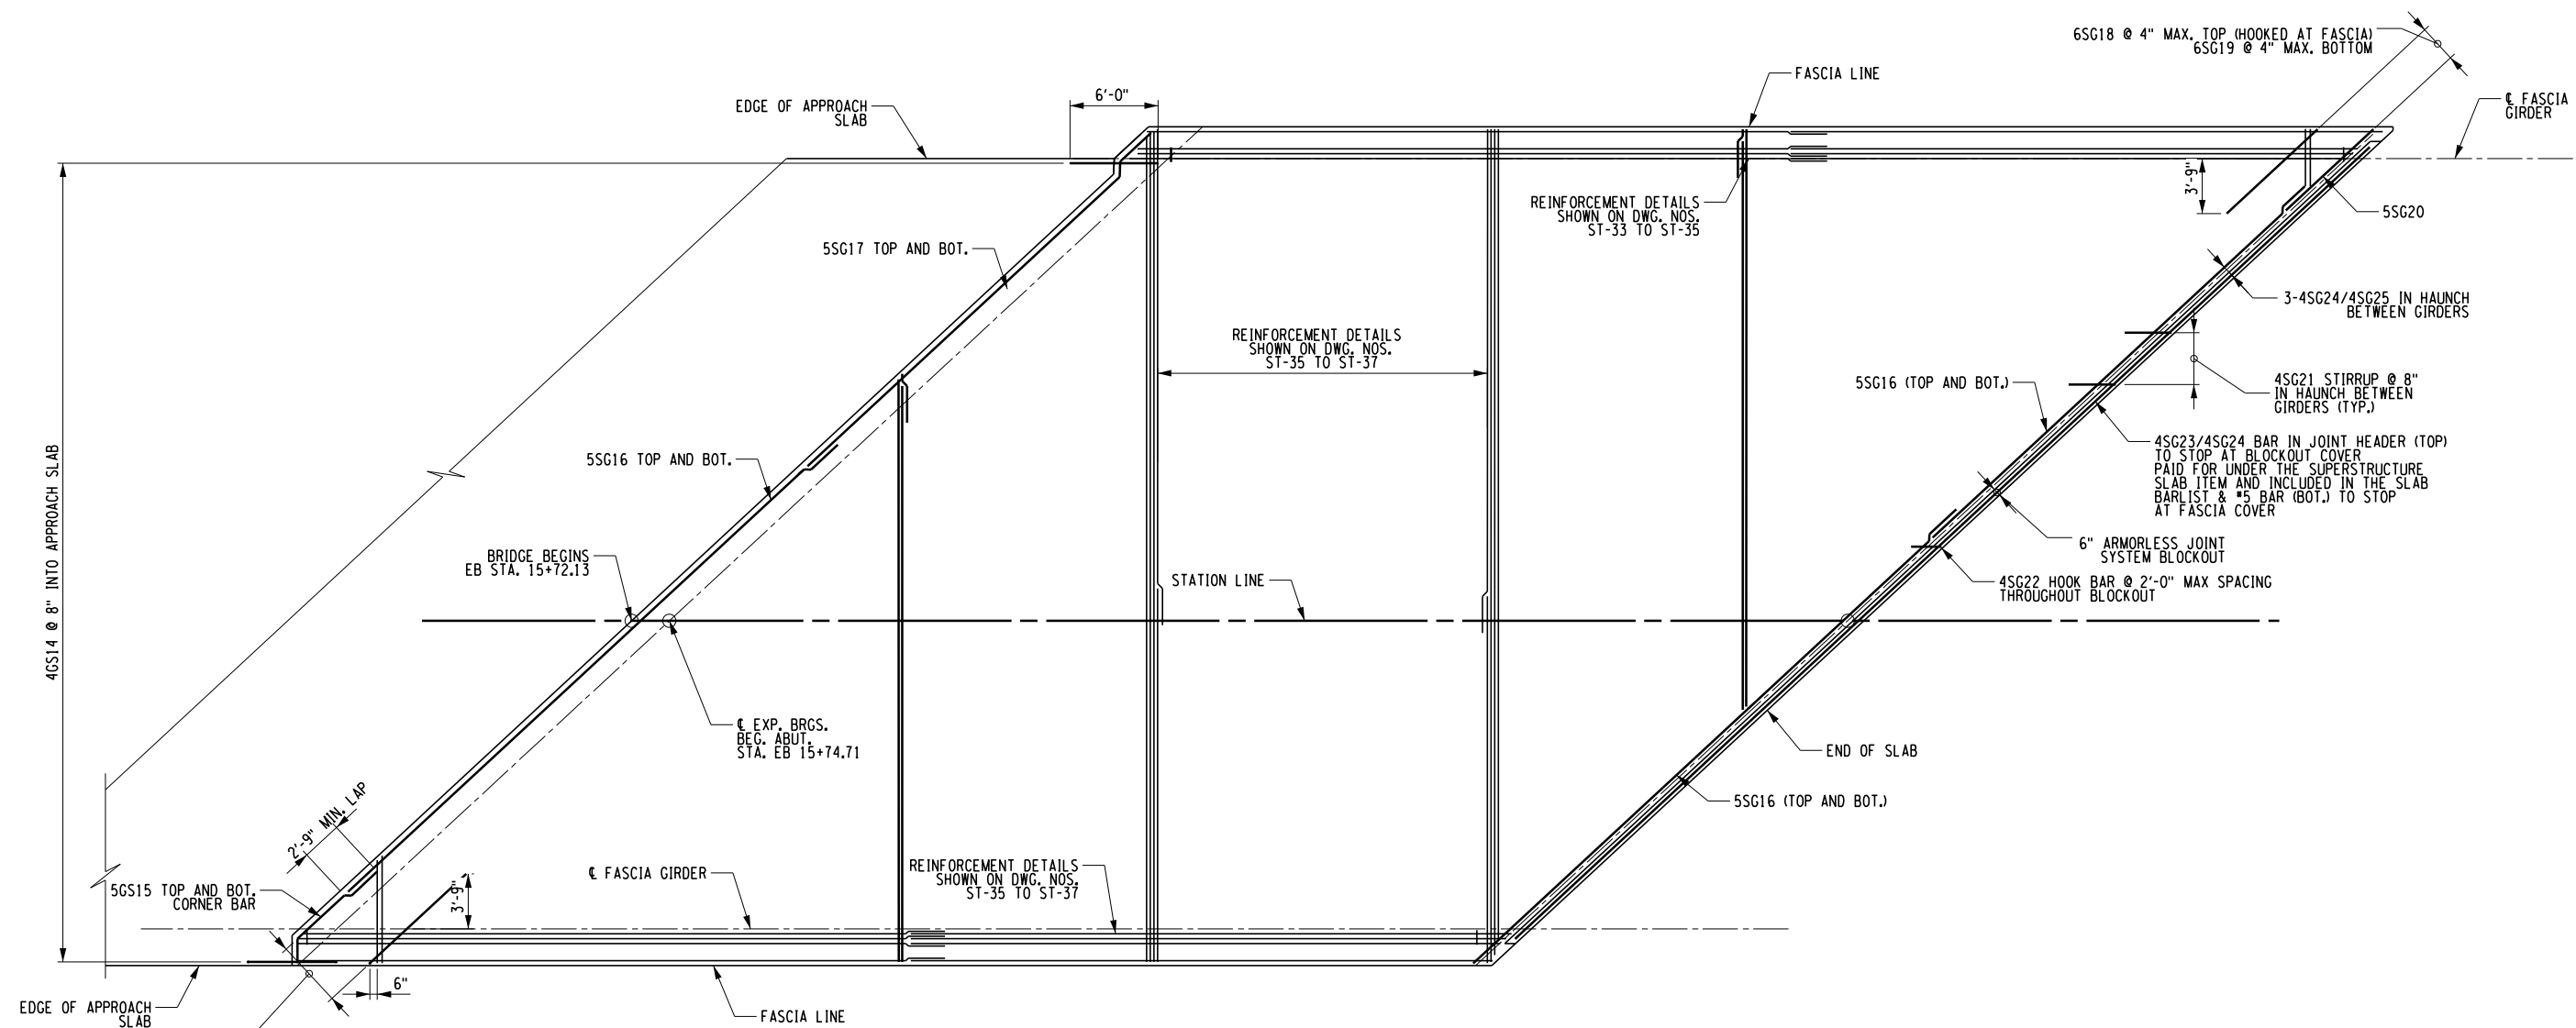 6SG18 @ 4" MAX. TOP (HOOKED AT FASCIA)
6SG19 @ 4" MAX. BOTTOM
FASCIA LINE
EDGE OF APPROACH
SLAB
6'-0"
℄ FASCIA
GIRDER
3'-9"
REINFORCEMENT DETAILS
SHOWN ON DWG. NOS.
ST-33 TO ST-35
5SG20
5SG17 TOP AND BOT.
3-4SG24/4SG25 IN HAUNCH
BETWEEN GIRDERS
REINFORCEMENT DETAILS
SHOWN ON DWG. NOS.
ST-35 TO ST-37
5SG16 (TOP AND BOT.)
4SG21 STIRRUP @ 8"
IN HAUNCH BETWEEN
GIRDERS (TYP.)
4GS14 @ 8" INTO APPROACH SLAB
5SG16 TOP AND BOT.
4SG23/4SG24 BAR IN JOINT HEADER (TOP)
TO STOP AT BLOCKOUT COVER
PAID FOR UNDER THE SUPERSTRUCTURE
SLAB ITEM AND INCLUDED IN THE SLAB
BARLIST & #5 BAR (BOT.) TO STOP
AT FASCIA COVER
BRIDGE BEGINS
EB STA. 15+72.13
6" ARMORLESS JOINT
SYSTEM BLOCKOUT
STATION LINE
4SG22 HOOK BAR @ 2'-0" MAX SPACING
THROUGHOUT BLOCKOUT
℄ EXP. BRGS.
BEG. ABUT.
STA. EB 15+74.71
END OF SLAB
2'-9" MIN. LAP
5SG16 (TOP AND BOT.)
5GS15 TOP AND BOT.
CORNER BAR
℄ FASCIA GIRDER
3'-9"
REINFORCEMENT DETAILS
SHOWN ON DWG. NOS.
ST-35 TO ST-37
6"
EDGE OF APPROACH
SLAB
FASCIA LINE